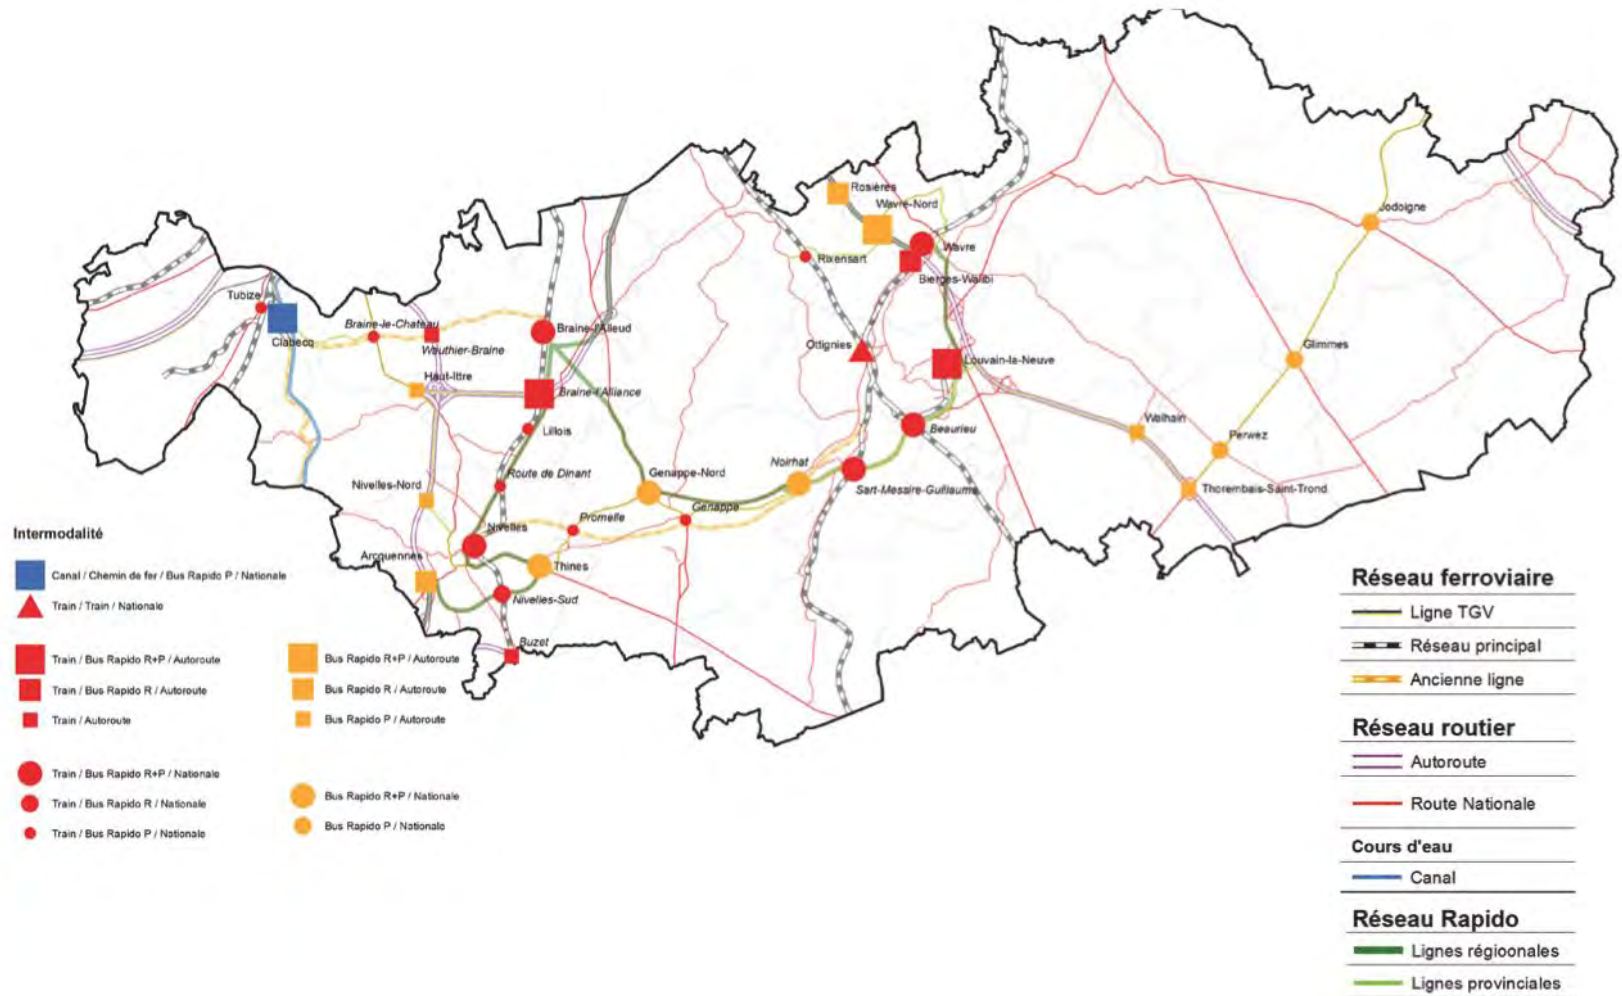 Rosières
Wavre-Nord
Wavre
Rixensart
Bierges-Walibi
Jodoigne
Tubize
Clabecq
Braine-le-Chateau
Wauthier-Braine
Braine-l'Alleud
Ottignies
Louvain-la-Neuve
Glimmes
Haut-Ittre
Braine-l'Alliance
Lillois
Beaurieu
Walhain
Perwez
Route de Dinant
Genappe-Nord
Noirhat
Sart-Messire-Guillaume
Thorembais-Saint-Trond
Nivelles-Nord
Nivelles
Promelle
Genappe
Arcquennes
Thines
Nivelles-Sud
Buzet
Intermodalité
Canal / Chemin de fer / Bus Rapido P / Nationale
Train / Train / Nationale
Train / Bus Rapido R+P / Autoroute
Train / Bus Rapido R / Autoroute
Train / Autoroute
Train / Bus Rapido R+P / Nationale
Train / Bus Rapido R / Nationale
Train / Bus Rapido P / Nationale
Bus Rapido R+P / Autoroute
Bus Rapido R / Autoroute
Bus Rapido P / Autoroute
Bus Rapido R+P / Nationale
Bus Rapido P / Nationale
Réseau ferroviaire
Ligne TGV
Réseau principal
Ancienne ligne
Réseau routier
Autoroute
Route Nationale
Cours d'eau
Canal
Réseau Rapido
Lignes régioonales
Lignes provinciales